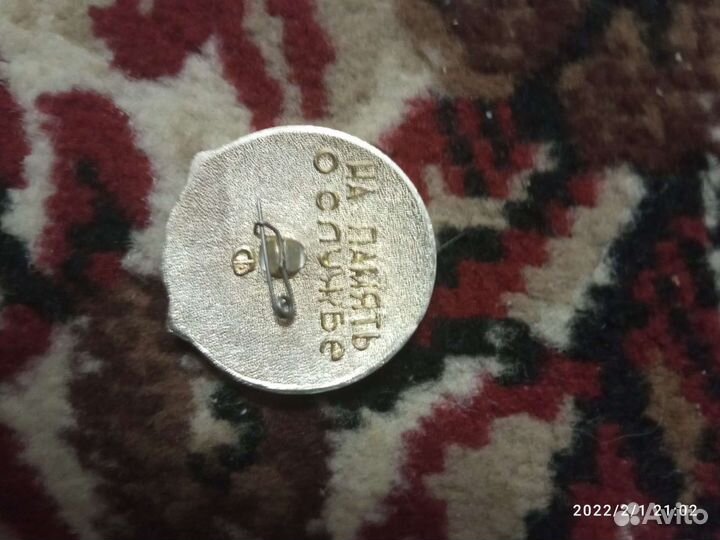 НА ПАМЯТЬ
О СЛУЖБЕ
2022/2/1 21:02
Avito